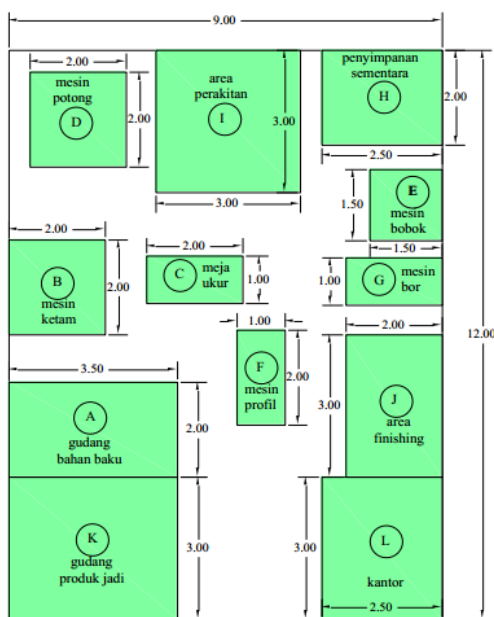 9.00
2.00
mesin
potong
D
2.00
area
perakitan
I
3.00
3.00
penyimpanan
sementara
H
2.00
2.50
1.50
E
mesin
bobok
1.50
2.00
B
mesin
ketam
2.00
2.00
C
meja
ukur
1.00
1.00
G
mesin
bor
12.00
1.00
F
mesin
profil
2.00
2.00
3.00
J
area
finishing
3.50
A
gudang
bahan baku
2.00
K
gudang
produk jadi
3.00
3.00
L
kantor
2.50